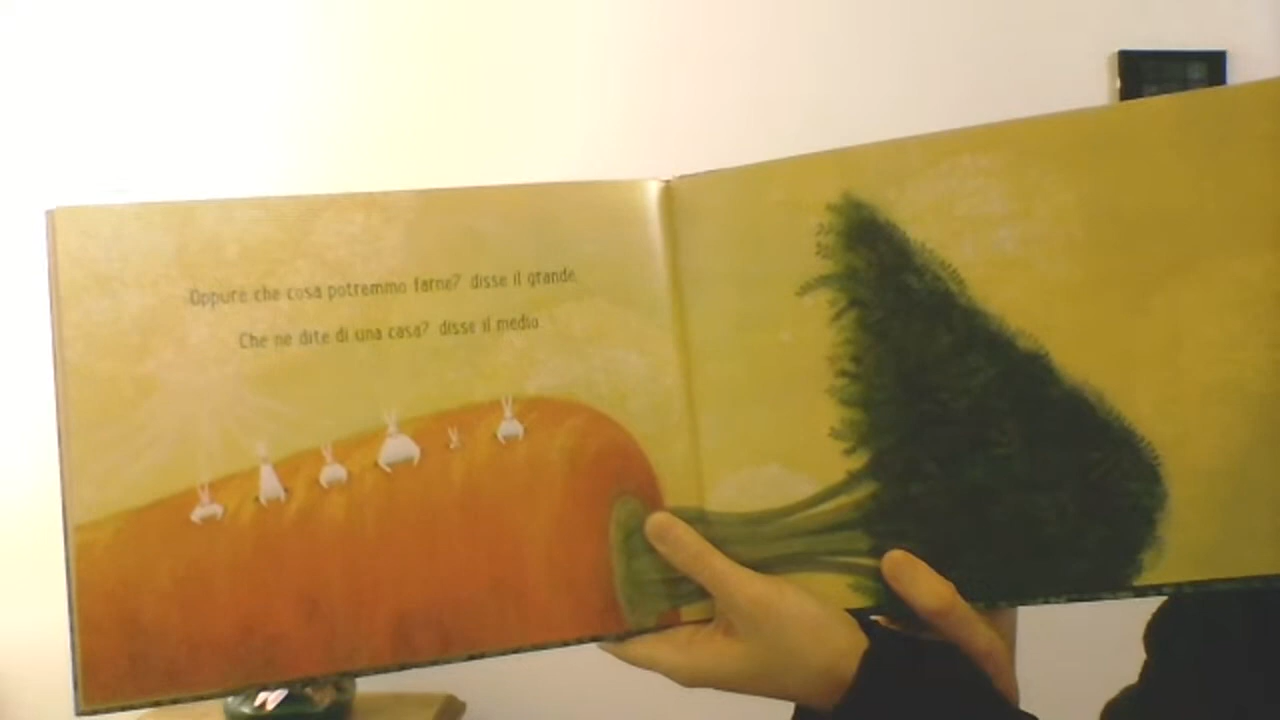 Oppure che cosa potremmo farne? disse il grande.
Che ne dite di una casa? disse il medio.